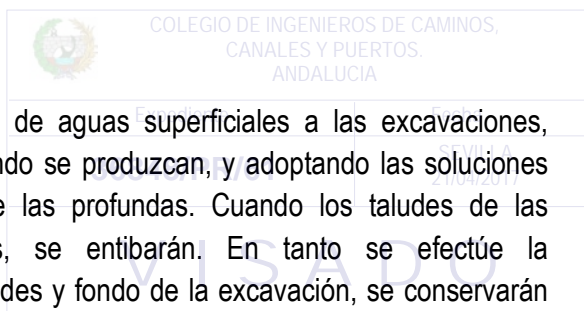 COLEGIO DE INGENIEROS DE CAMINOS,
CANALES Y PUERTOS.
ANDALUCIA
Expediente Fecha
de aguas superficiales a las excavaciones,
SEVILLA
ndo se produzcan, y adoptando las soluciones
21/04/2017
e las profundas. Cuando los taludes de las
s, se entibarán. En tanto se efectúe la
VISADO
des y fondo de la excavación, se conservarán